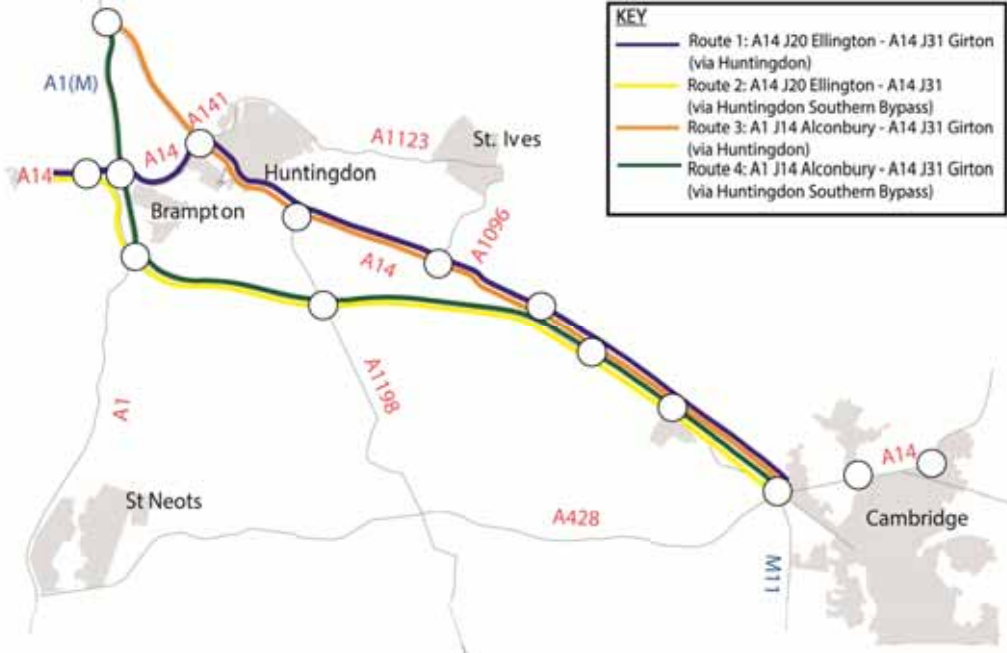 KEY
Route 1: A14 J20 Ellington - A14 J31 Girton
(via Huntingdon)
Route 2: A14 J20 Ellington - A14 J31
(via Huntingdon Southern Bypass)
Route 3: A1 J14 Alconbury - A14 J31 Girton
(via Huntingdon)
Route 4: A1 J14 Alconbury - A14 J31 Girton
(via Huntingdon Southern Bypass)
A1(M)
A141
A1123
St. Ives
A14
A14
Huntingdon
Brampton
A1096
A14
A1198
A1
St Neots
A428
A14
Cambridge
M11